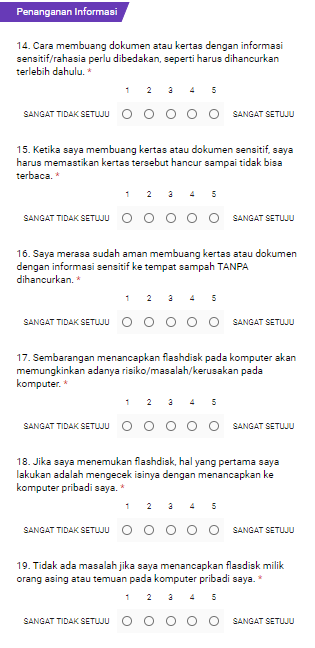 Penanganan Informasi
14. Cara membuang dokumen atau kertas dengan informasi
sensitif/rahasia perlu dibedakan, seperti harus dihancurkan
terlebih dahulu. *
1 2 3 4 5
SANGAT TIDAK SETUJU SANGAT SETUJU
15. Ketika saya membuang kertas atau dokumen sensitif, saya
harus memastikan kertas tersebut hancur sampai tidak bisa
terbaca. *
1 2 3 4 5
SANGAT TIDAK SETUJU SANGAT SETUJU
16. Saya merasa sudah aman membuang kertas atau dokumen
dengan informasi sensitif ke tempat sampah TANPA
dihancurkan. *
1 2 3 4 5
SANGAT TIDAK SETUJU SANGAT SETUJU
17. Sembarangan menancapkan flashdisk pada komputer akan
memungkinkan adanya risiko/masalah/kerusakan pada
komputer. *
1 2 3 4 5
SANGAT TIDAK SETUJU SANGAT SETUJU
18. Jika saya menemukan flashdisk, hal yang pertama saya
lakukan adalah mengecek isinya dengan menancapkan ke
komputer pribadi saya. *
1 2 3 4 5
SANGAT TIDAK SETUJU SANGAT SETUJU
19. Tidak ada masalah jika saya menancapkan flasdisk milik
orang asing atau temuan pada komputer pribadi saya. *
1 2 3 4 5
SANGAT TIDAK SETUJU SANGAT SETUJU